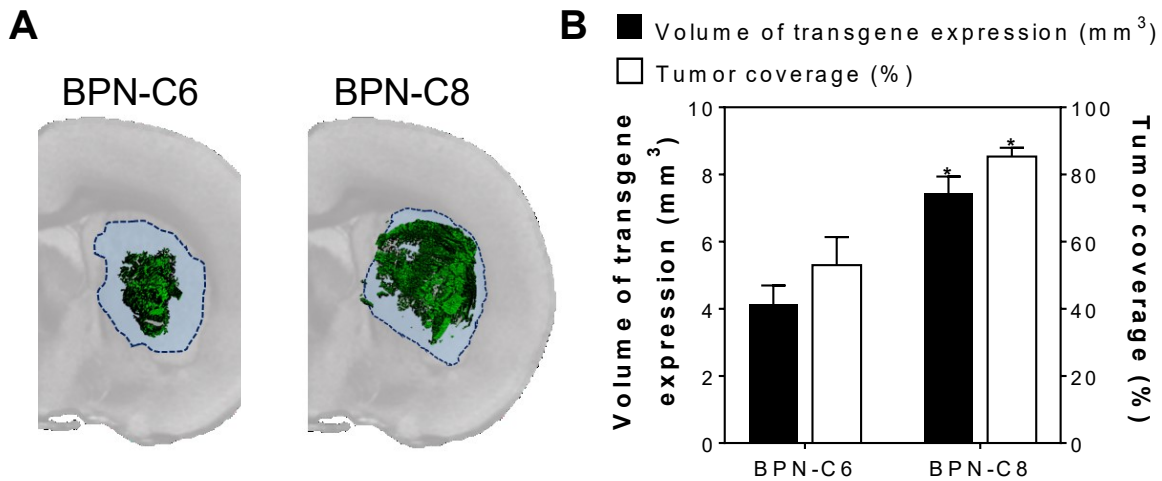 A
BPN-C6
BPN-C8
B
Volume of transgene expression (mm³)
Tumor coverage (%)
Volume of transgene
expression (mm³)
10
8
6
4
2
0
*
*
100
80
60
40
20
0
Tumor coverage (%)
BPN-C6
BPN-C8